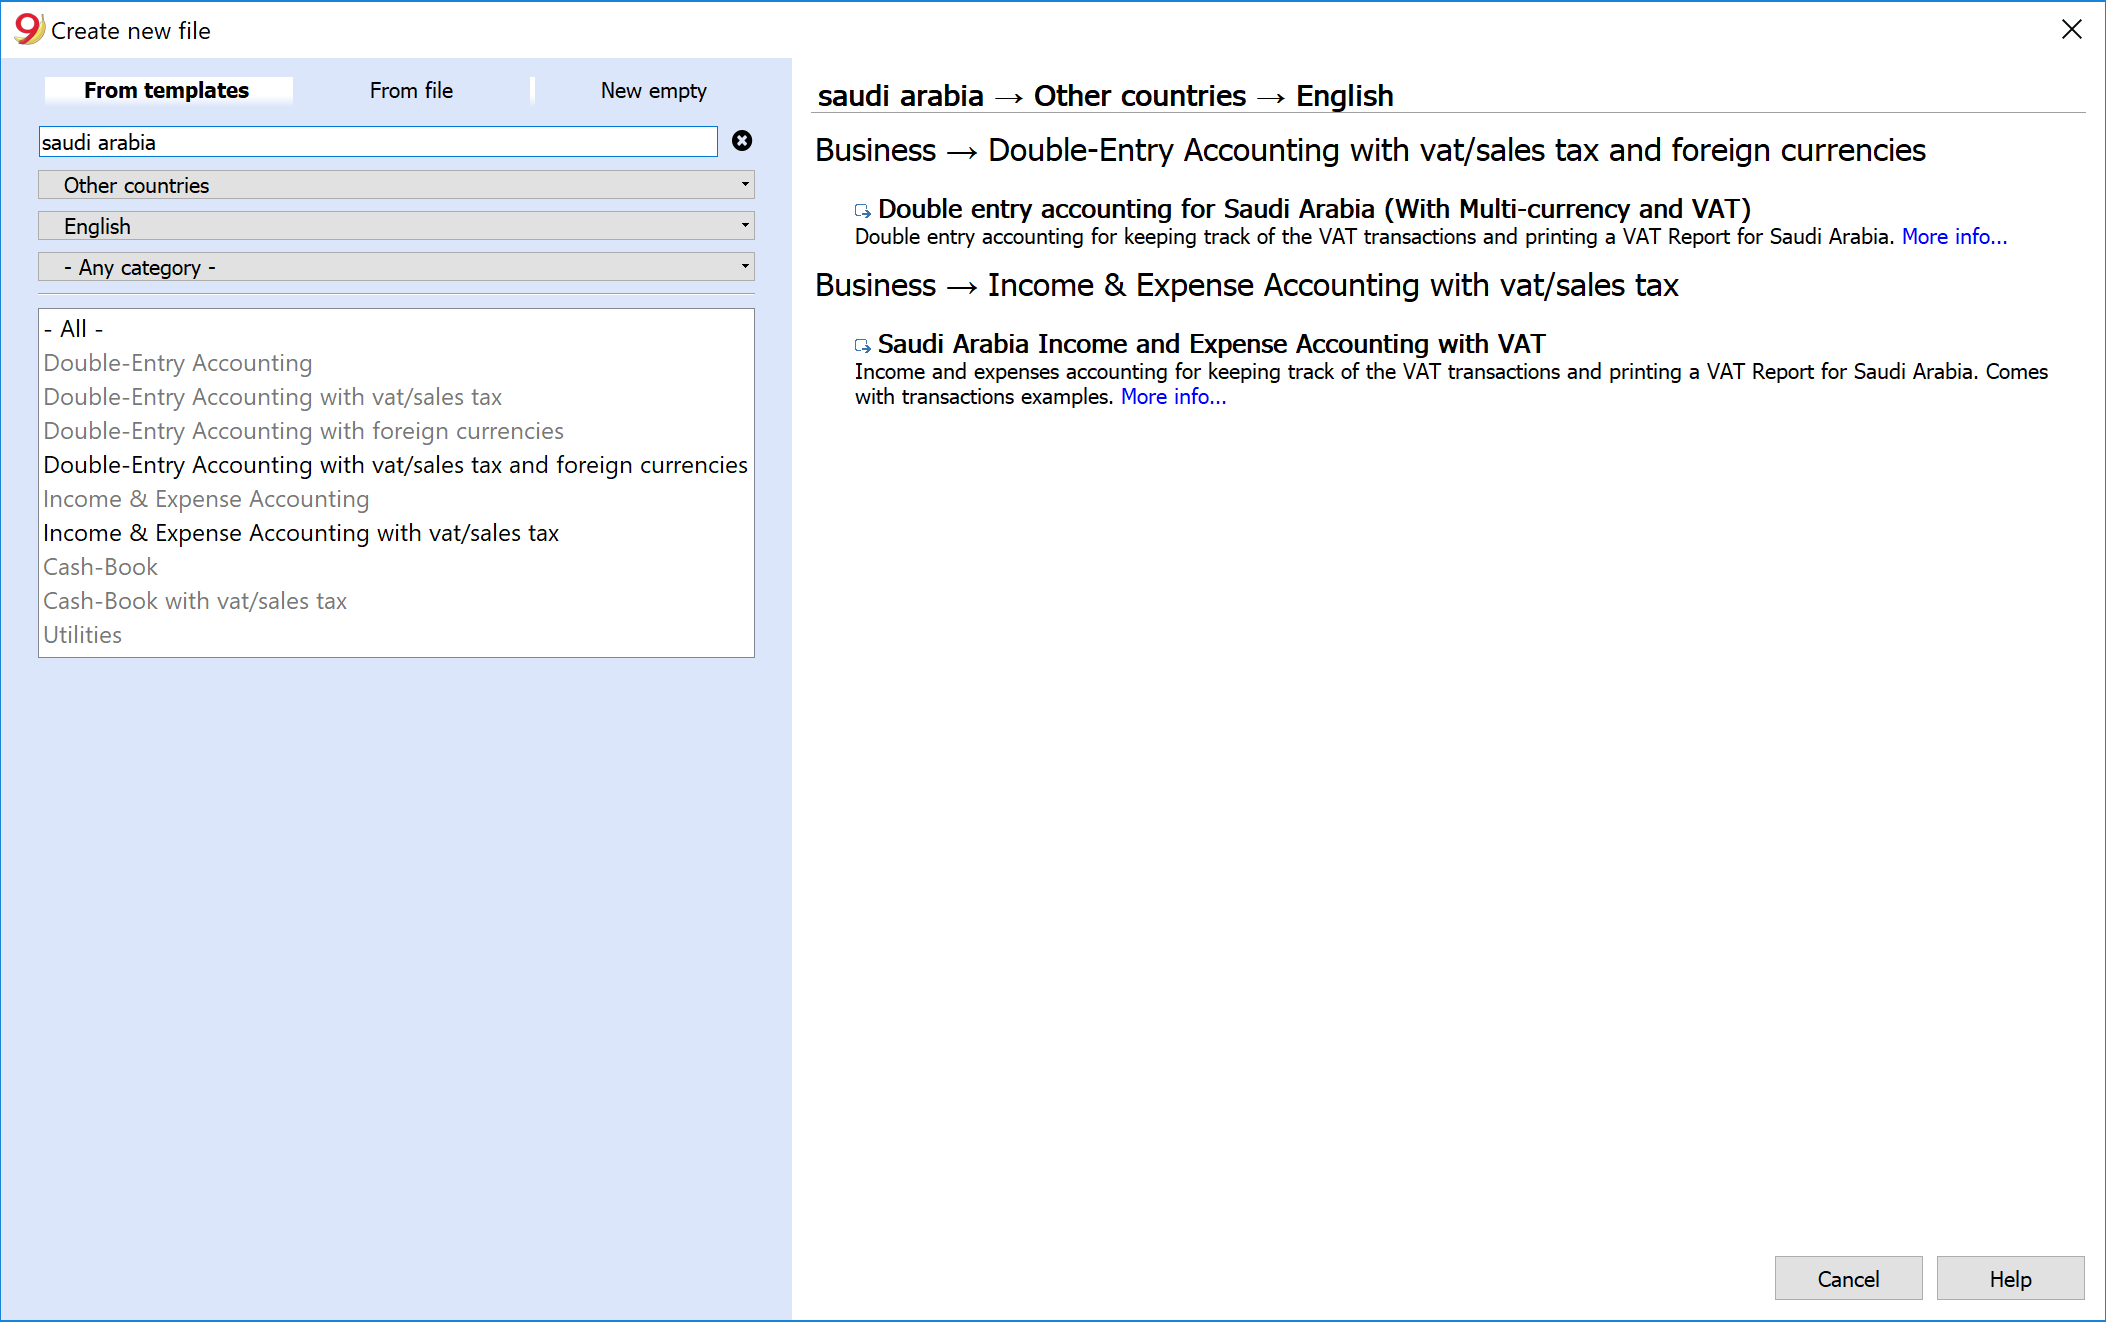 Create new file
From templates
From file
New empty
saudi arabia
Other countries
English
- Any category -
- All -
Double-Entry Accounting
Double-Entry Accounting with vat/sales tax
Double-Entry Accounting with foreign currencies
Double-Entry Accounting with vat/sales tax and foreign currencies
Income & Expense Accounting
Income & Expense Accounting with vat/sales tax
Cash-Book
Cash-Book with vat/sales tax
Utilities
saudi arabia → Other countries → English
Business → Double-Entry Accounting with vat/sales tax and foreign currencies
Double entry accounting for Saudi Arabia (With Multi-currency and VAT)
Double entry accounting for keeping track of the VAT transactions and printing a VAT Report for Saudi Arabia. More info...
Business → Income & Expense Accounting with vat/sales tax
Saudi Arabia Income and Expense Accounting with VAT
Income and expenses accounting for keeping track of the VAT transactions and printing a VAT Report for Saudi Arabia. Comes
with transactions examples. More info...
Cancel
Help